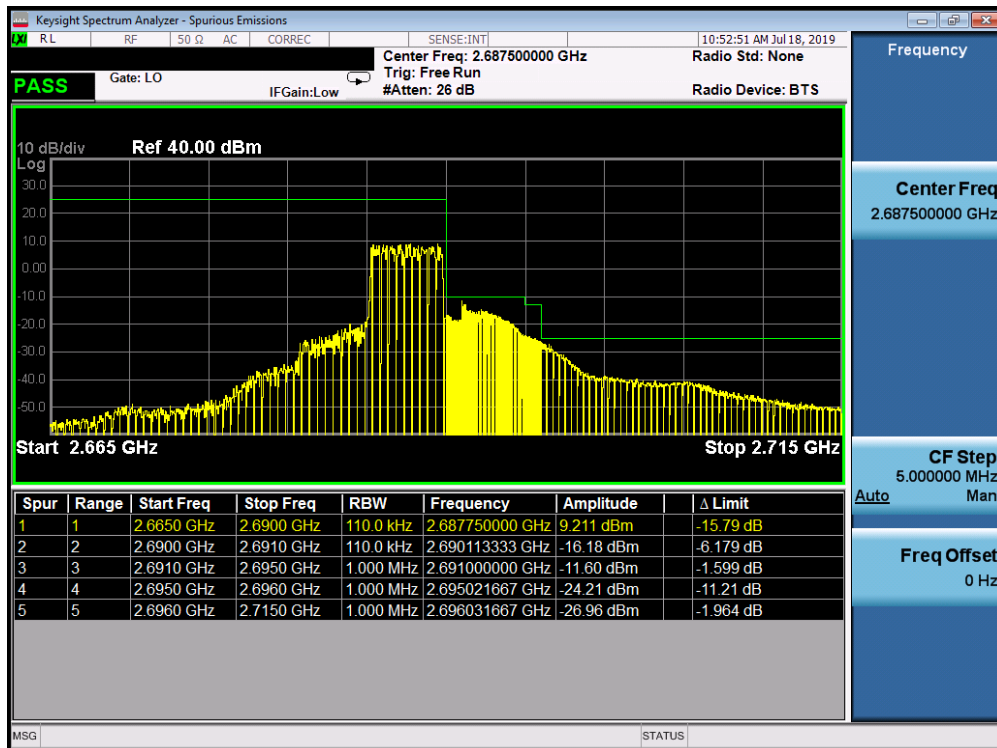 Keysight Spectrum Analyzer - Spurious Emissions
LXI RL RF 50 Ω AC CORREC SENSE:INT 10:52:51 AM Jul 18, 2019
Center Freq: 2.687500000 GHz Radio Std: None
PASS Gate: LO Trig: Free Run
IFGain:Low #Atten: 26 dB Radio Device: BTS
Frequency
10 dB/div Ref 40.00 dBm
Log
30.0
20.0
10.0
0.00
-10.0
-20.0
-30.0
-40.0
-50.0
Start 2.665 GHz Stop 2.715 GHz
Center Freq
2.687500000 GHz
CF Step
5.000000 MHz
Auto Man
Freq Offset
0 Hz
Spur Range Start Freq Stop Freq RBW Frequency Amplitude Δ Limit
1 1 2.6650 GHz 2.6900 GHz 110.0 kHz 2.687750000 GHz 9.211 dBm -15.79 dB
2 2 2.6900 GHz 2.6910 GHz 110.0 kHz 2.690113333 GHz -16.18 dBm -6.179 dB
3 3 2.6910 GHz 2.6950 GHz 1.000 MHz 2.691000000 GHz -11.60 dBm -1.599 dB
4 4 2.6950 GHz 2.6960 GHz 1.000 MHz 2.695021667 GHz -24.21 dBm -11.21 dB
5 5 2.6960 GHz 2.7150 GHz 1.000 MHz 2.696031667 GHz -26.96 dBm -1.964 dB
MSG STATUS